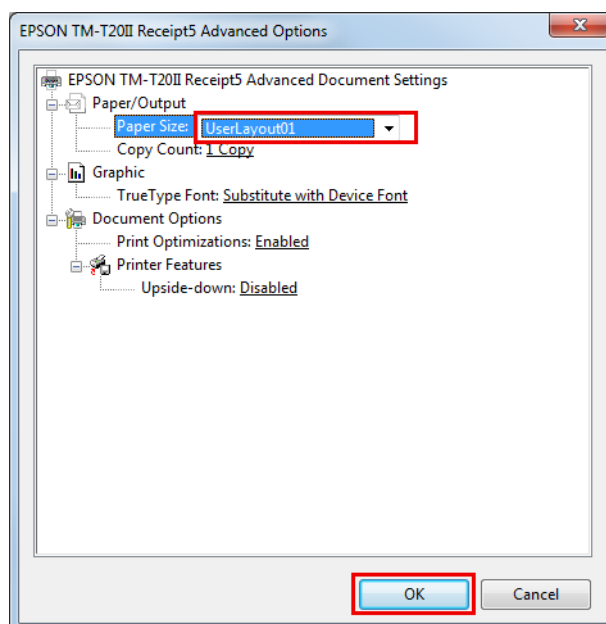 EPSON TM-T20II Receipt5 Advanced Options
EPSON TM-T20II Receipt5 Advanced Document Settings
Paper/Output
Paper Size: UserLayout01
Copy Count: 1 Copy
Graphic
TrueType Font: Substitute with Device Font
Document Options
Print Optimizations: Enabled
Printer Features
Upside-down: Disabled
OK Cancel